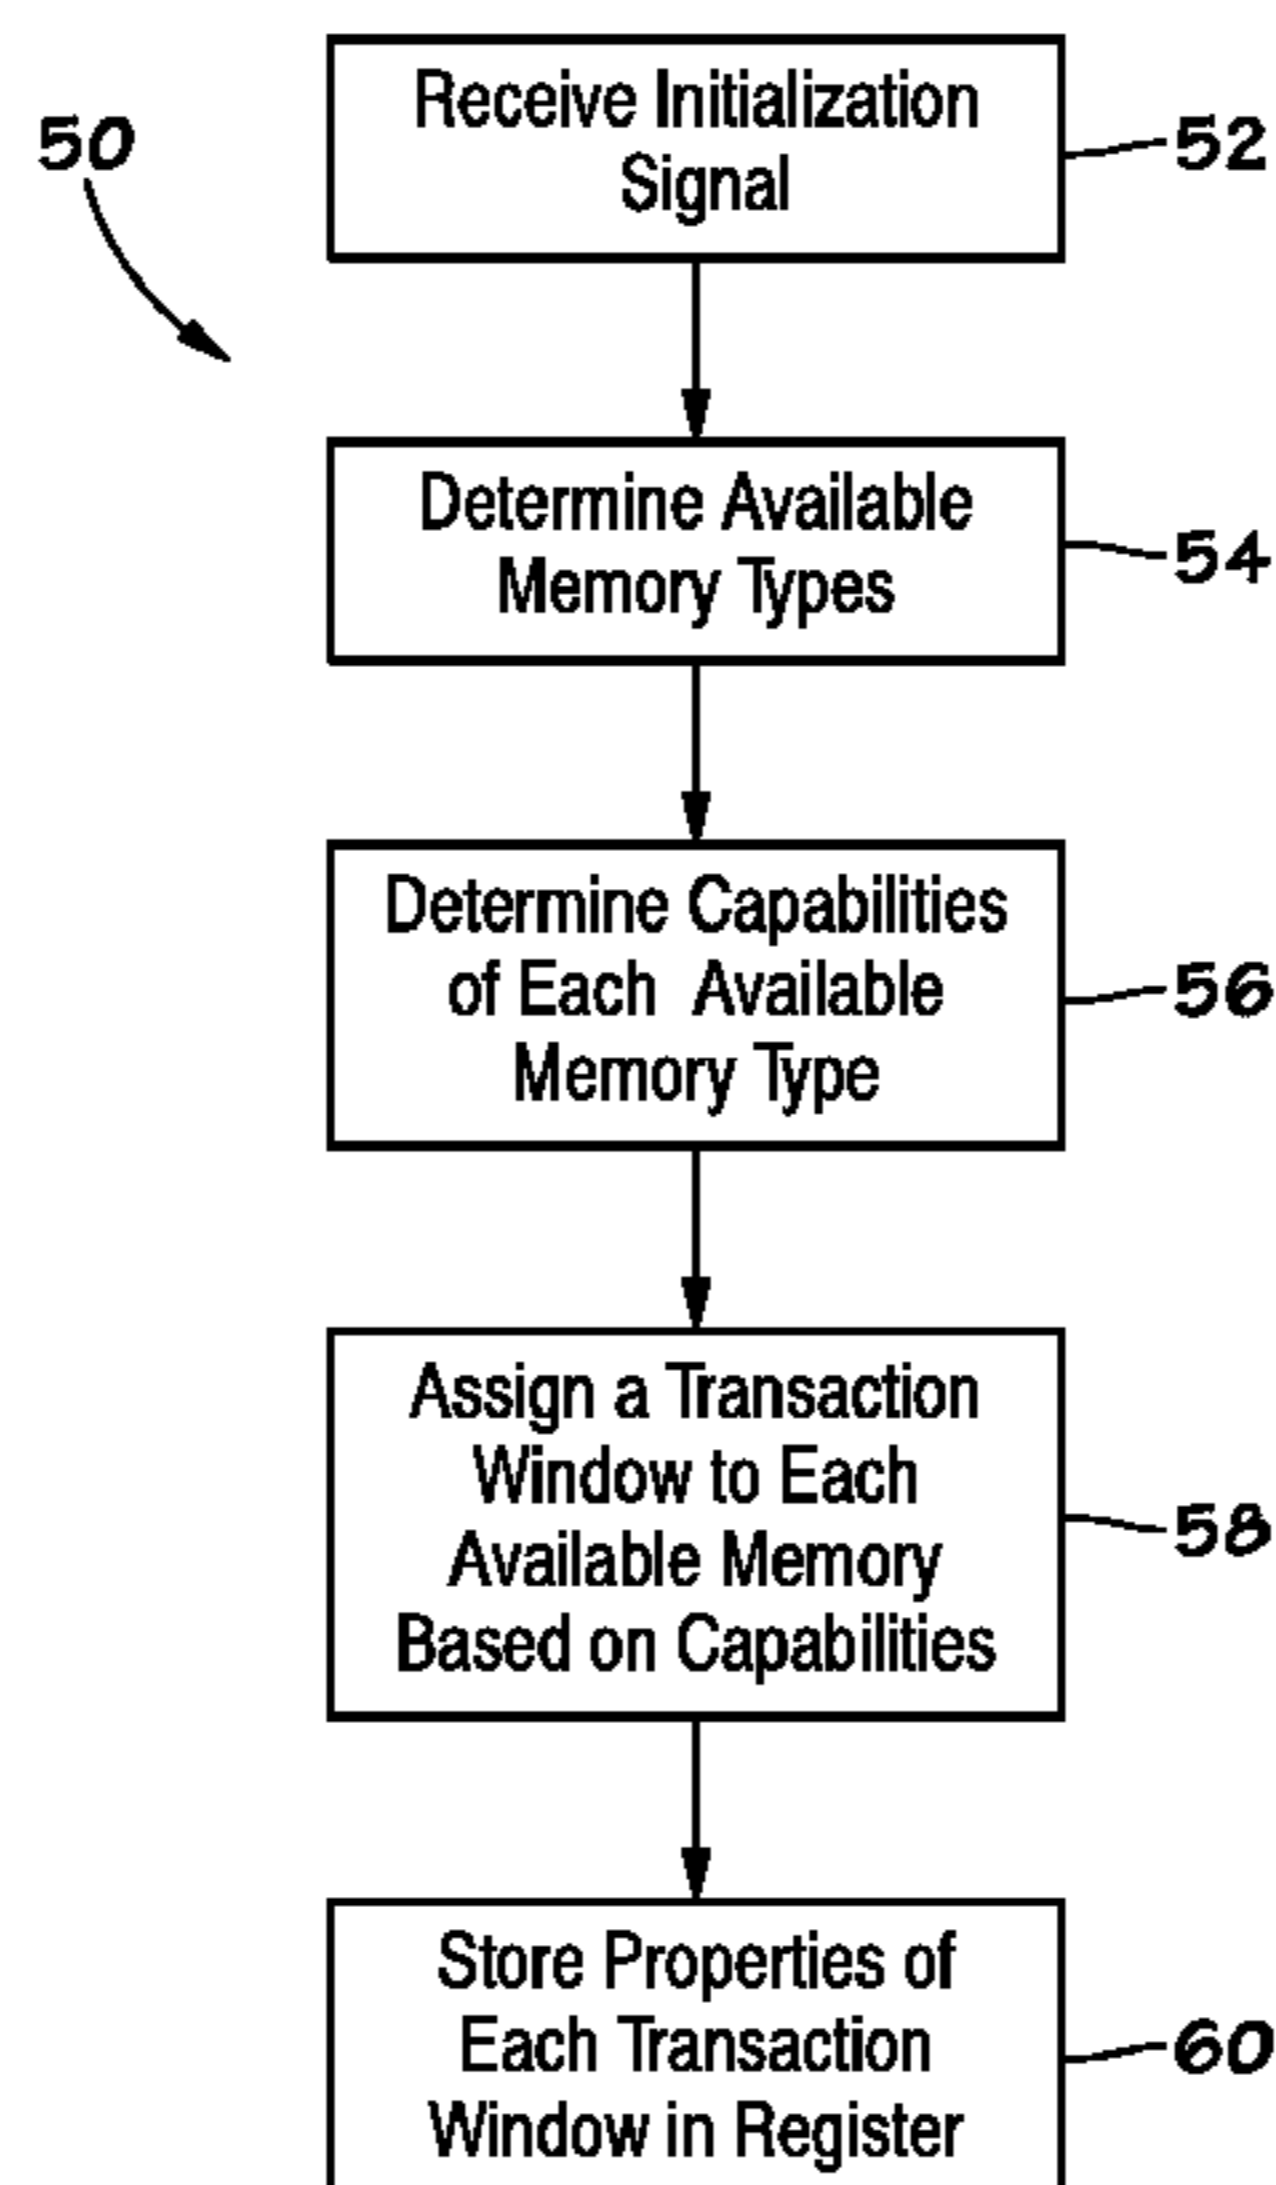 50
Receive Initialization
Signal
52
Determine Available
Memory Types
54
Determine Capabilities
of Each Available
Memory Type
56
Assign a Transaction
Window to Each
Available Memory
Based on Capabilities
58
Store Properties of
Each Transaction
Window in Register
60